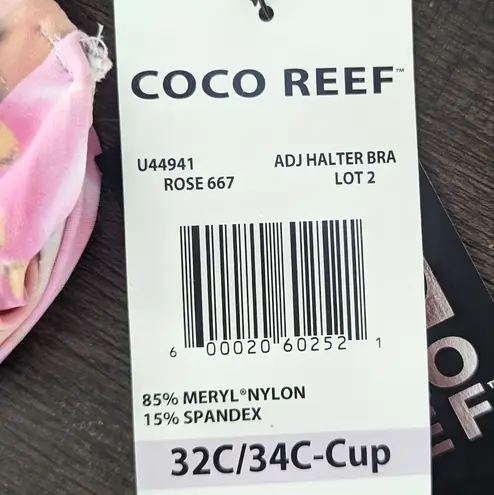 COCO REEF™
U44941 ADJ HALTER BRA
ROSE 667 LOT 2
6 00020 60252 1
85% MERYL®NYLON
15% SPANDEX
32C/34C-Cup